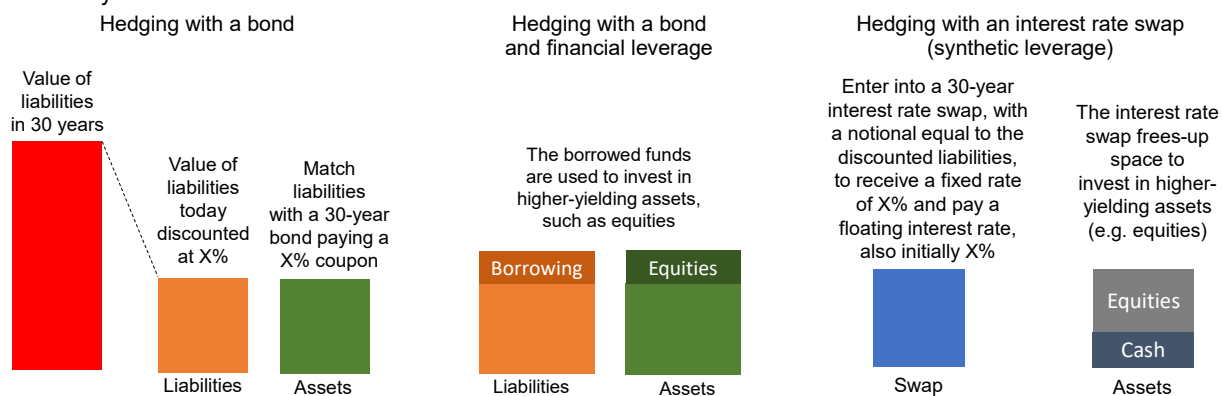 Hedging with a bond
Value of
liabilities
in 30 years
Value of
liabilities
today
discounted
at X%
Match
liabilities
with a 30-year
bond paying a
X% coupon
Liabilities
Assets
Hedging with a bond
and financial leverage
The borrowed funds
are used to invest in
higher-yielding assets,
such as equities
Borrowing
Equities
Liabilities
Assets
Hedging with an interest rate swap
(synthetic leverage)
Enter into a 30-year
interest rate swap, with
a notional equal to the
discounted liabilities,
to receive a fixed rate
of X% and pay a
floating interest rate,
also initially X%
The interest rate
swap frees-up
space to
invest in higher-
yielding assets
(e.g. equities)
Equities
Cash
Swap
Assets